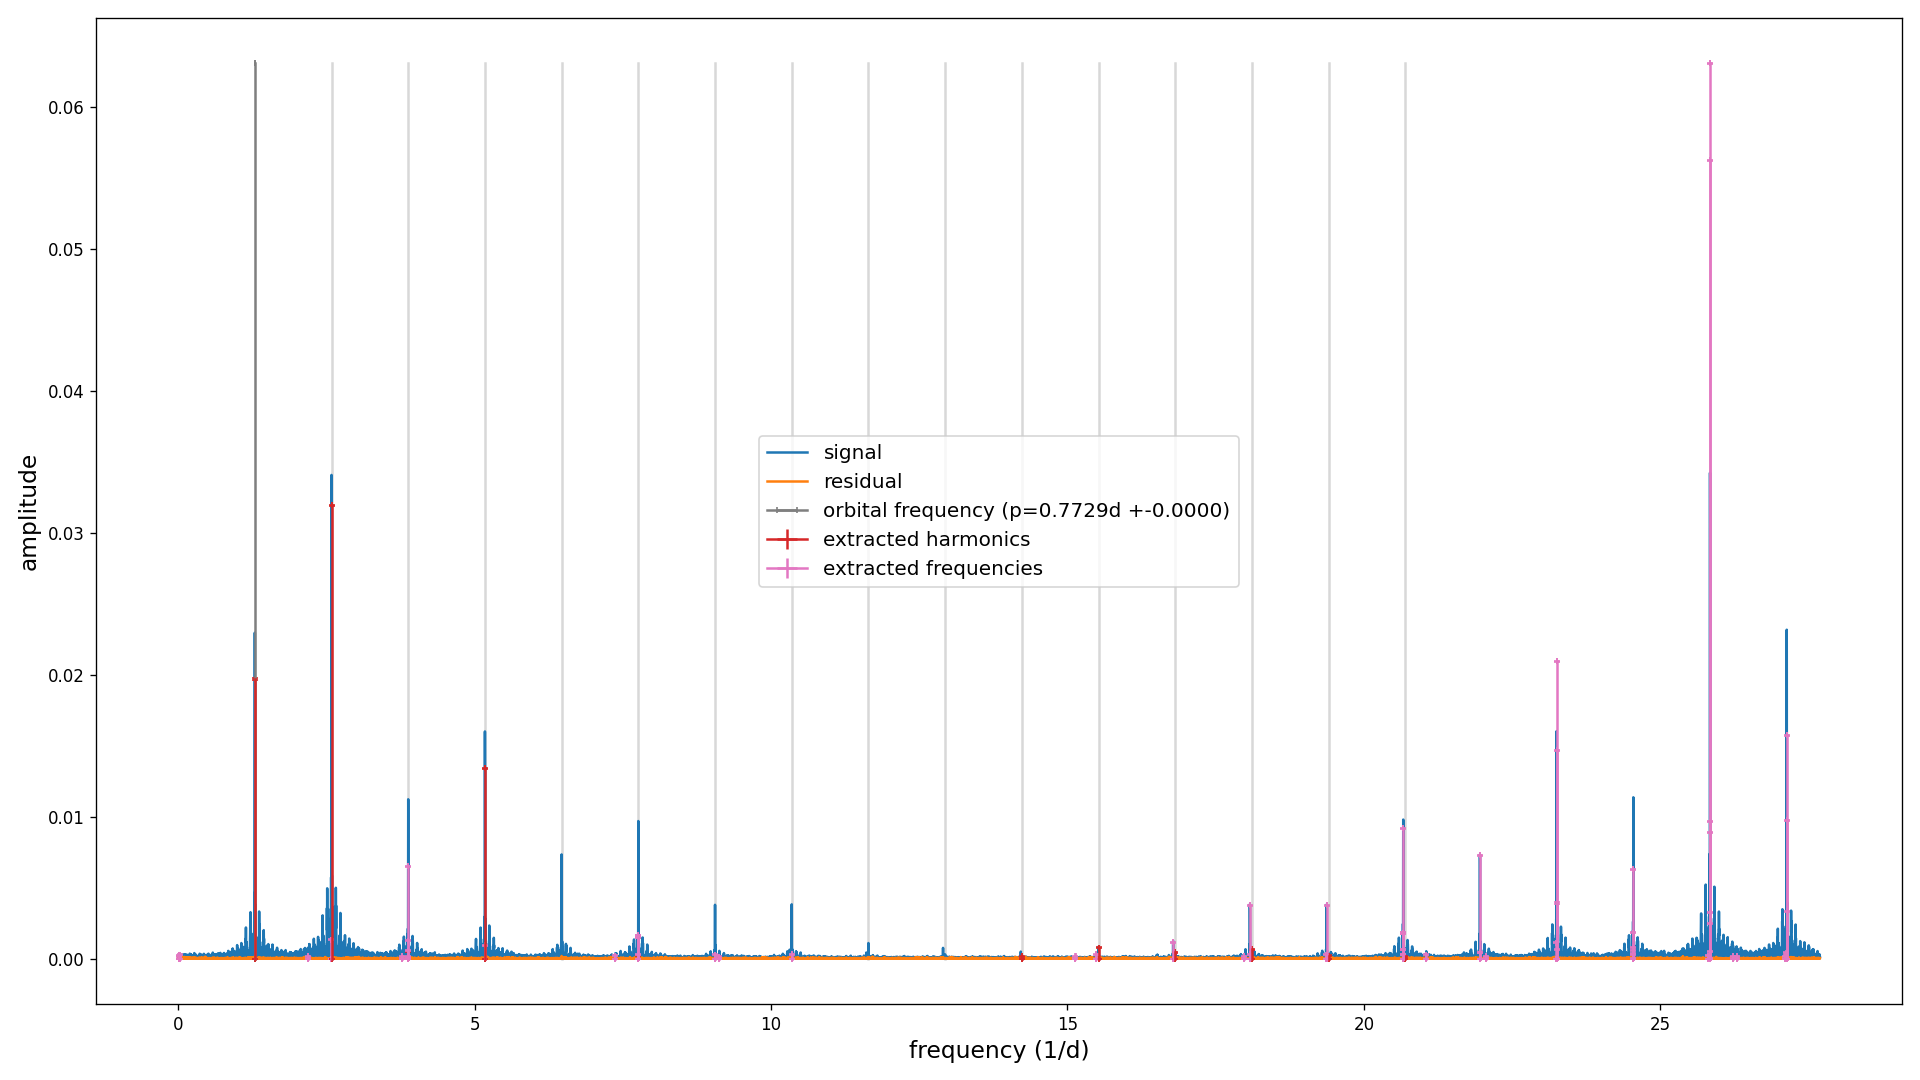 0.06
0.05
0.04
0.03
0.02
0.01
0.00
amplitude
signal
residual
orbital frequency (p=0.7729d +-0.0000)
extracted harmonics
extracted frequencies
0 5 10 15 20 25
frequency (1/d)